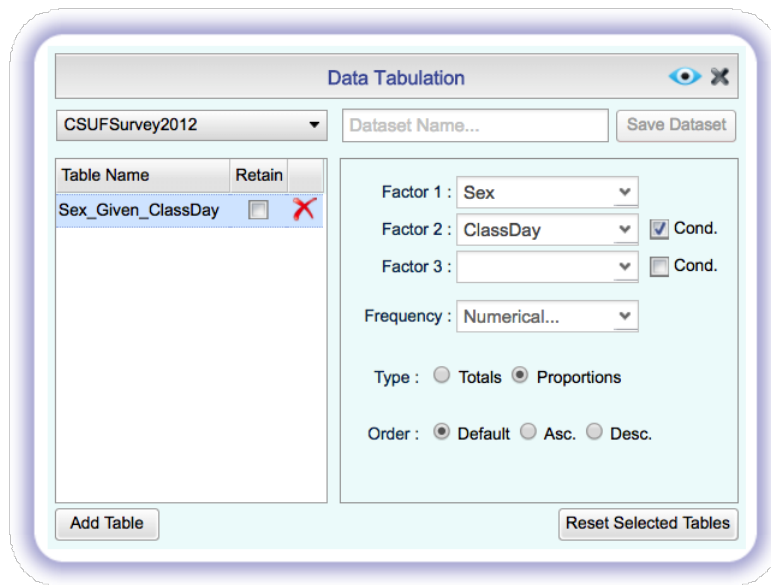 Data Tabulation
CSUFSurvey2012
Dataset Name...
Save Dataset
Table Name Retain
Sex_Given_ClassDay
Factor 1 : Sex
Factor 2 : ClassDay Cond.
Factor 3 : Cond.
Frequency : Numerical...
Type : Totals Proportions
Order : Default Asc. Desc.
Add Table
Reset Selected Tables